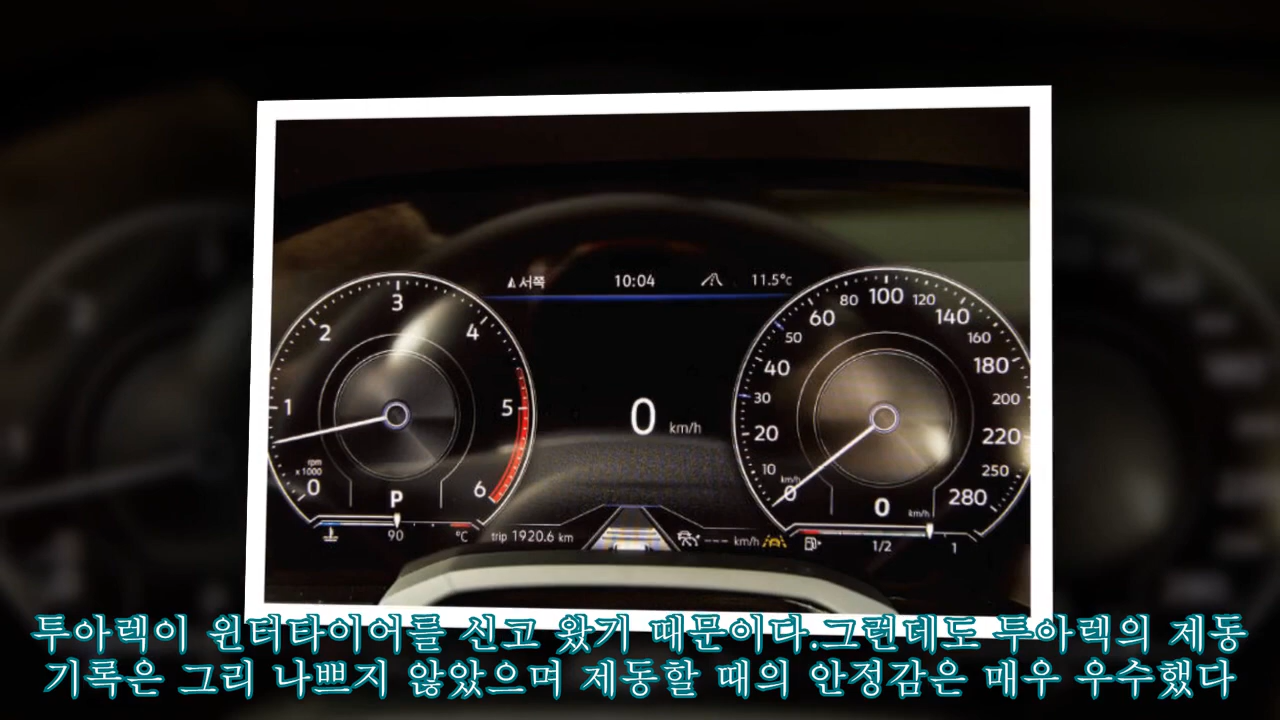 서쪽 10:04 11.5°c
3
2 4
1 5
rpm
x1000
0 6
P
90 °C
trip 1920.6 km
0 km/h
--- km/h
80 100 120
60 140
50 160
40 180
30 200
20 220
10 250
km/h
0 280
0 km/h
1/2 1
투아렉이 윈터타이어를 신고 왔기 때문이다.그런데도 투아렉의 제동
기록은 그리 나쁘지 않았으며 제동할 때의 안정감은 매우 우수했다